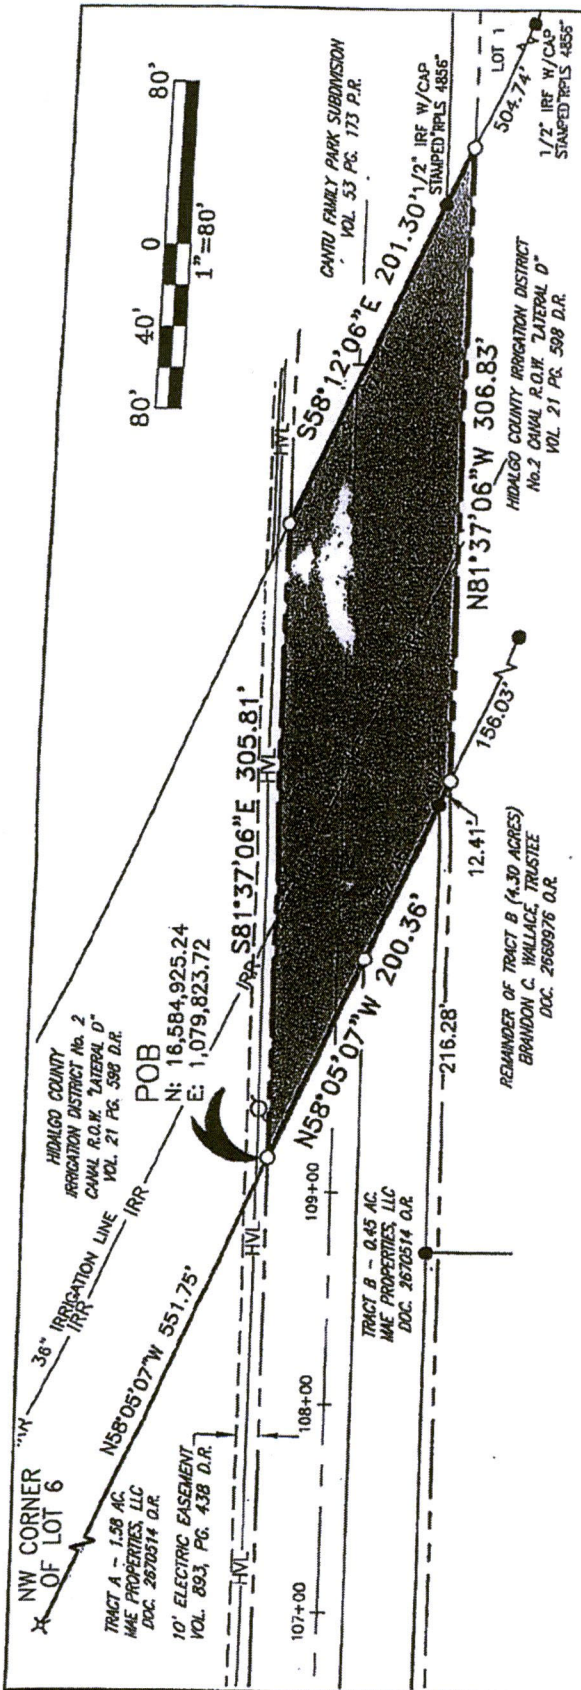 NW CORNER
OF LOT 6
TRACT A - 1.58 AC.
MAE PROPERTIES, LLC
DOC. 2670514 O.R.
10' ELECTRIC EASEMENT
VOL. 893, PG. 438 D.R.
36" IRRIGATION LINE
IRR
IRR
IRR
N58°05'07"W 551.75'
HIDALGO COUNTY
IRRIGATION DISTRICT No. 2
CANAL R.O.W. "LATERAL D"
VOL. 21 PG. 598 D.R.
POB
N: 16,584,925.24
E: 1,079,823.72
80'
40'
0
80'
1"=80'
CANTU FAMILY PARK SUBDIVISION
VOL. 53 PG. 173 P.R.
HVL
HVL
HVL
HVL
S81°37'06"E 305.81'
S58°12'06"E 201.30'
1/2" IRF W/CAP
STAMPED"RPLS 4856"
LOT 1
504.74'
1/2" IRF W/CAP
STAMPED"RPLS 4856"
N81°37'06"W 306.83'
HIDALGO COUNTY IRRIGATION DISTRICT
No.2 CANAL R.O.W. "LATERAL D"
VOL. 21 PG. 598 D.R.
N58°05'07"W 200.36'
156.03'
12.41'
216.28'
REMAINDER OF TRACT B (4.30 ACRES)
BRANDON C. WALLACE, TRUSTEE
DOC. 2669976 O.R.
TRACT B - 0.45 AC.
MAE PROPERTIES, LLC
DOC. 2670514 O.R.
107+00
108+00
109+00